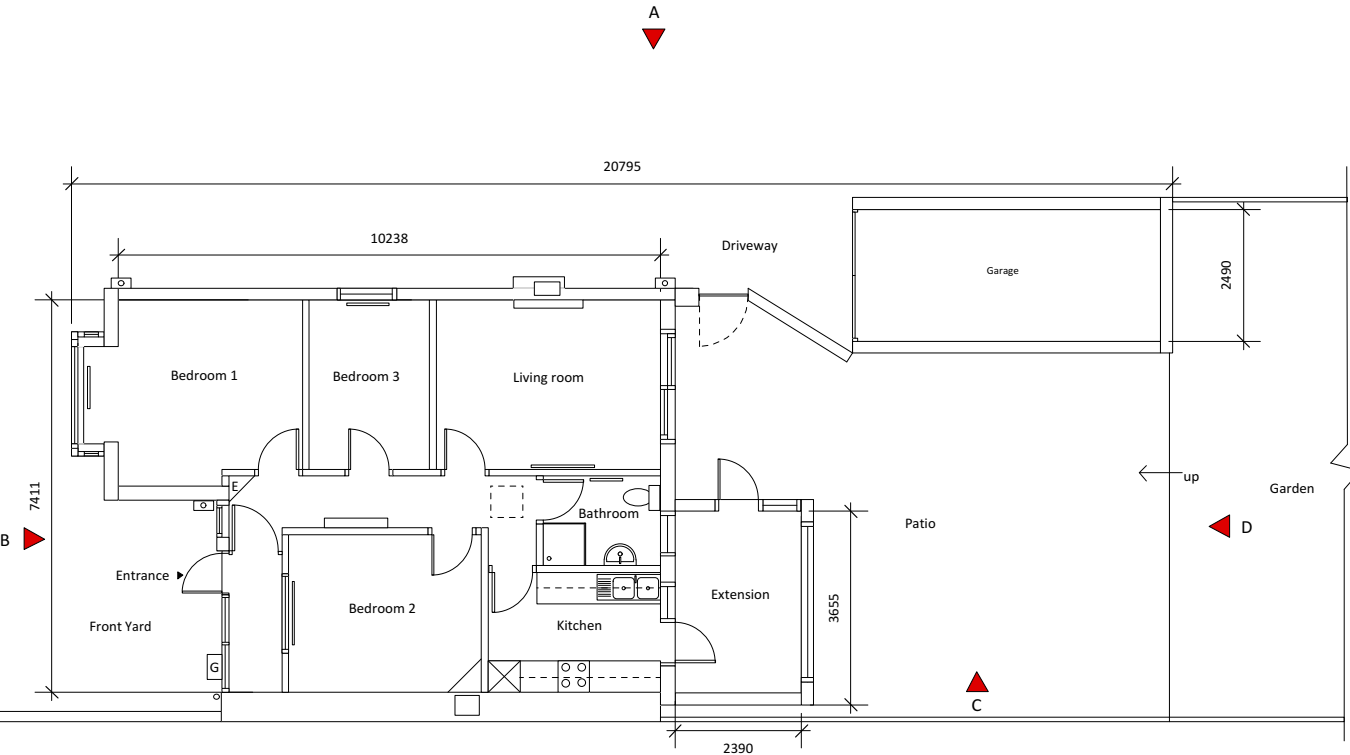 A
20795
10238
Driveway
Garage
2490
Bedroom 1
Bedroom 3
Living room
7411
E
up
Garden
Bathroom
Patio
B
D
Entrance
Extension
3655
Bedroom 2
Kitchen
Front Yard
G
C
2390